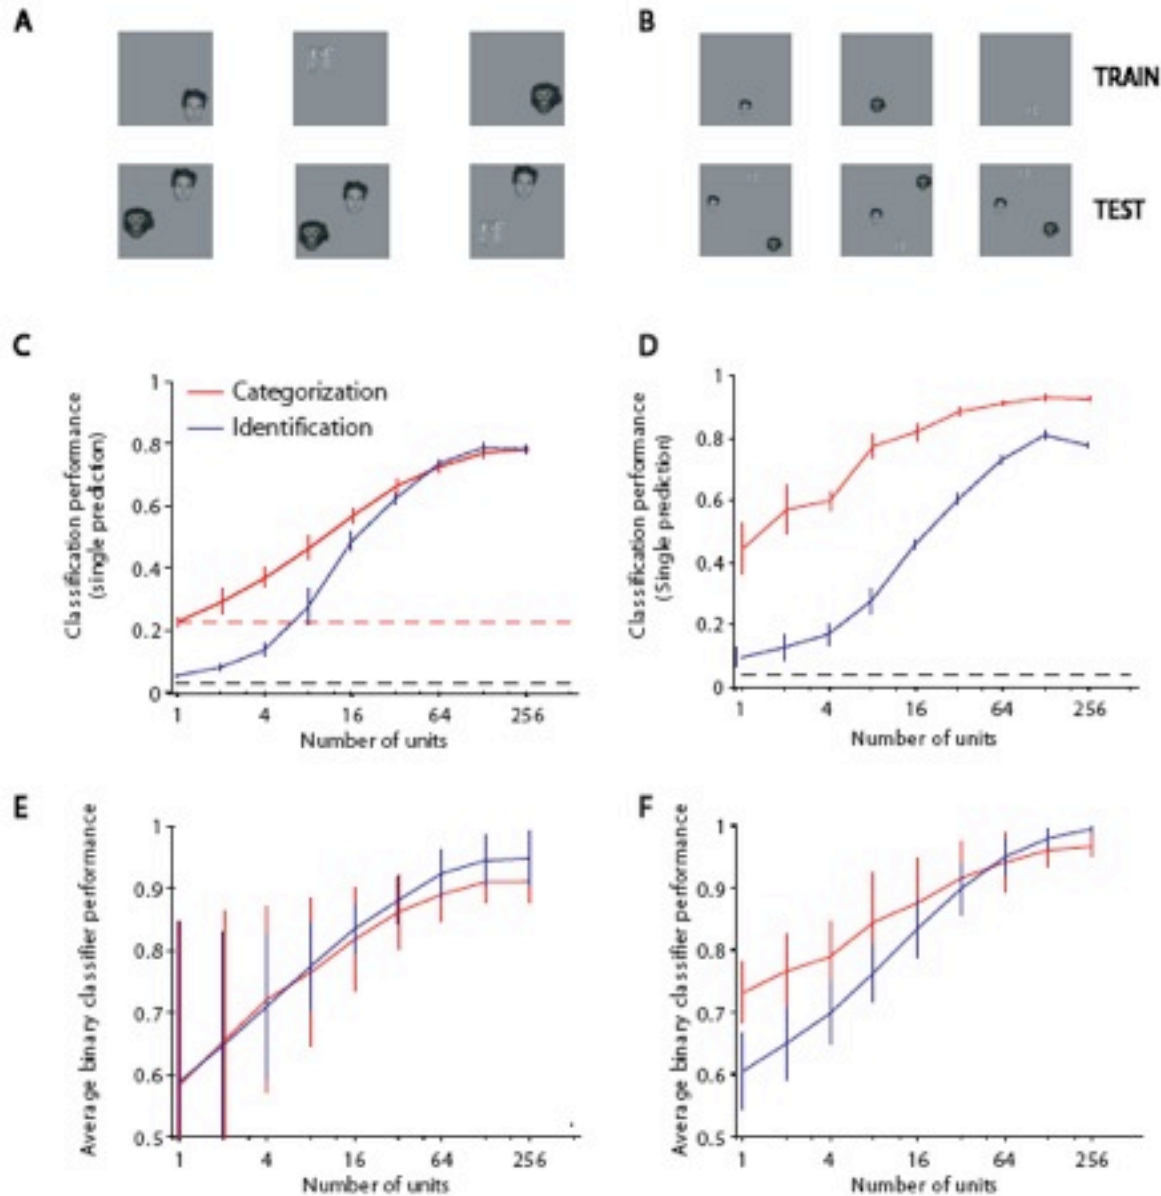 A
B
TRAIN
TEST
C
D
Classification performance
(single prediction)
1
0.8
0.6
0.4
0.2
0
Categorization
Identification
1
4
16
64
256
Number of units
Classification performance
(Single prediction)
1
0.8
0.6
0.4
0.2
0
1
4
16
64
256
Number of units
E
F
Average binary classifier performance
1
0.9
0.8
0.7
0.6
0.5
1
4
16
64
256
Number of units
Average binary classifier performance
1
0.9
0.8
0.7
0.6
0.5
1
4
16
64
256
Number of units